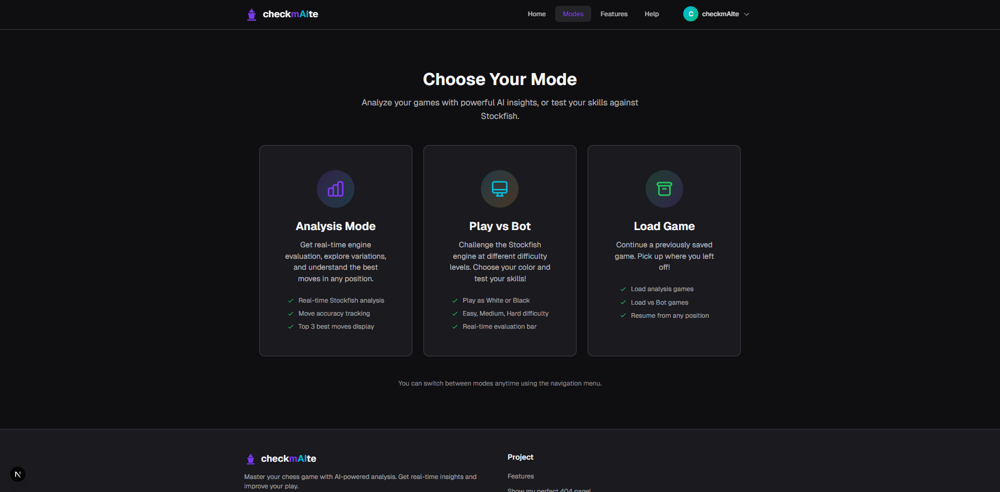 checkmAIte
Home
Modes
Features
Help
C
checkmAIte
Choose Your Mode
Analyze your games with powerful AI insights, or test your skills against
Stockfish.
Analysis Mode
Get real-time engine
evaluation, explore variations,
and understand the best
moves in any position.
Real-time Stockfish analysis
Move accuracy tracking
Top 3 best moves display
Play vs Bot
Challenge the Stockfish
engine at different difficulty
levels. Choose your color and
test your skills!
Play as White or Black
Easy, Medium, Hard difficulty
Real-time evaluation bar
Load Game
Continue a previously saved
game. Pick up where you left
off!
Load analysis games
Load vs Bot games
Resume from any position
You can switch between modes anytime using the navigation menu.
checkmAIte
Master your chess game with AI-powered analysis. Get real-time insights and
improve your play.
Project
Features
Show my perfect 404 page!
N